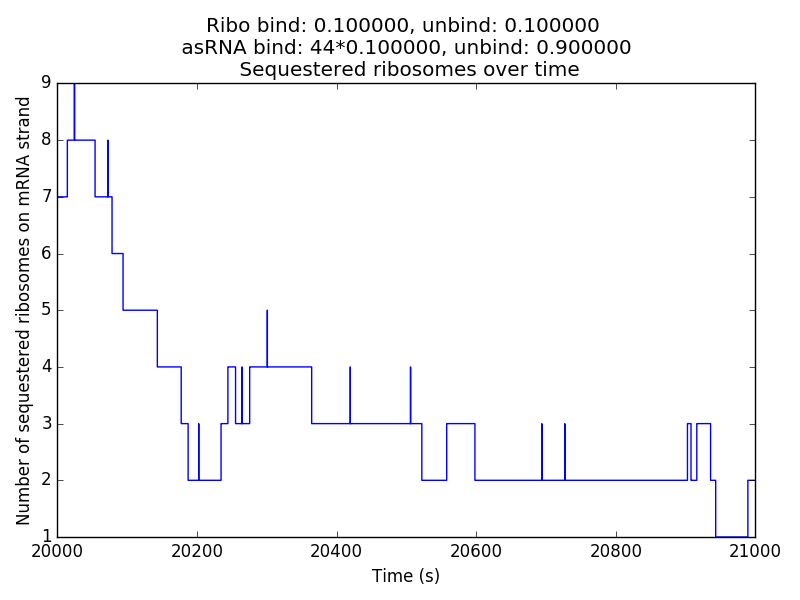 Ribo bind: 0.100000, unbind: 0.100000
asRNA bind: 44*0.100000, unbind: 0.900000
Sequestered ribosomes over time
Number of sequestered ribosomes on mRNA strand
9
8
7
6
5
4
3
2
1
20000 20200 20400 20600 20800 21000
Time (s)